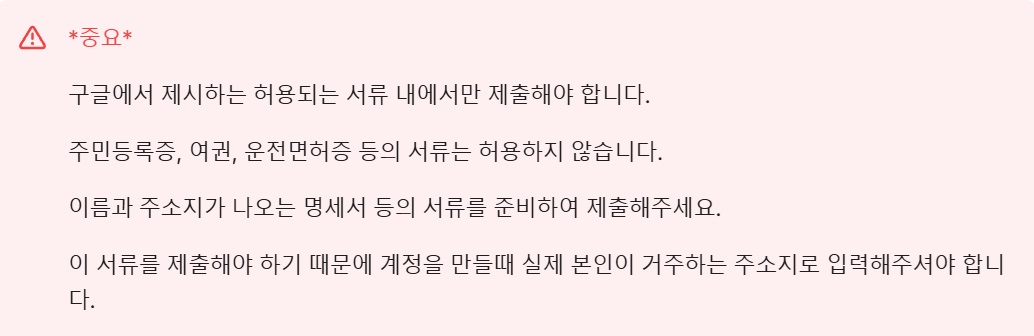 *중요*
구글에서 제시하는 허용되는 서류 내에서만 제출해야 합니다.
주민등록증, 여권, 운전면허증 등의 서류는 허용하지 않습니다.
이름과 주소지가 나오는 명세서 등의 서류를 준비하여 제출해주세요.
이 서류를 제출해야 하기 때문에 계정을 만들때 실제 본인이 거주하는 주소지로 입력해주셔야 합니
다.